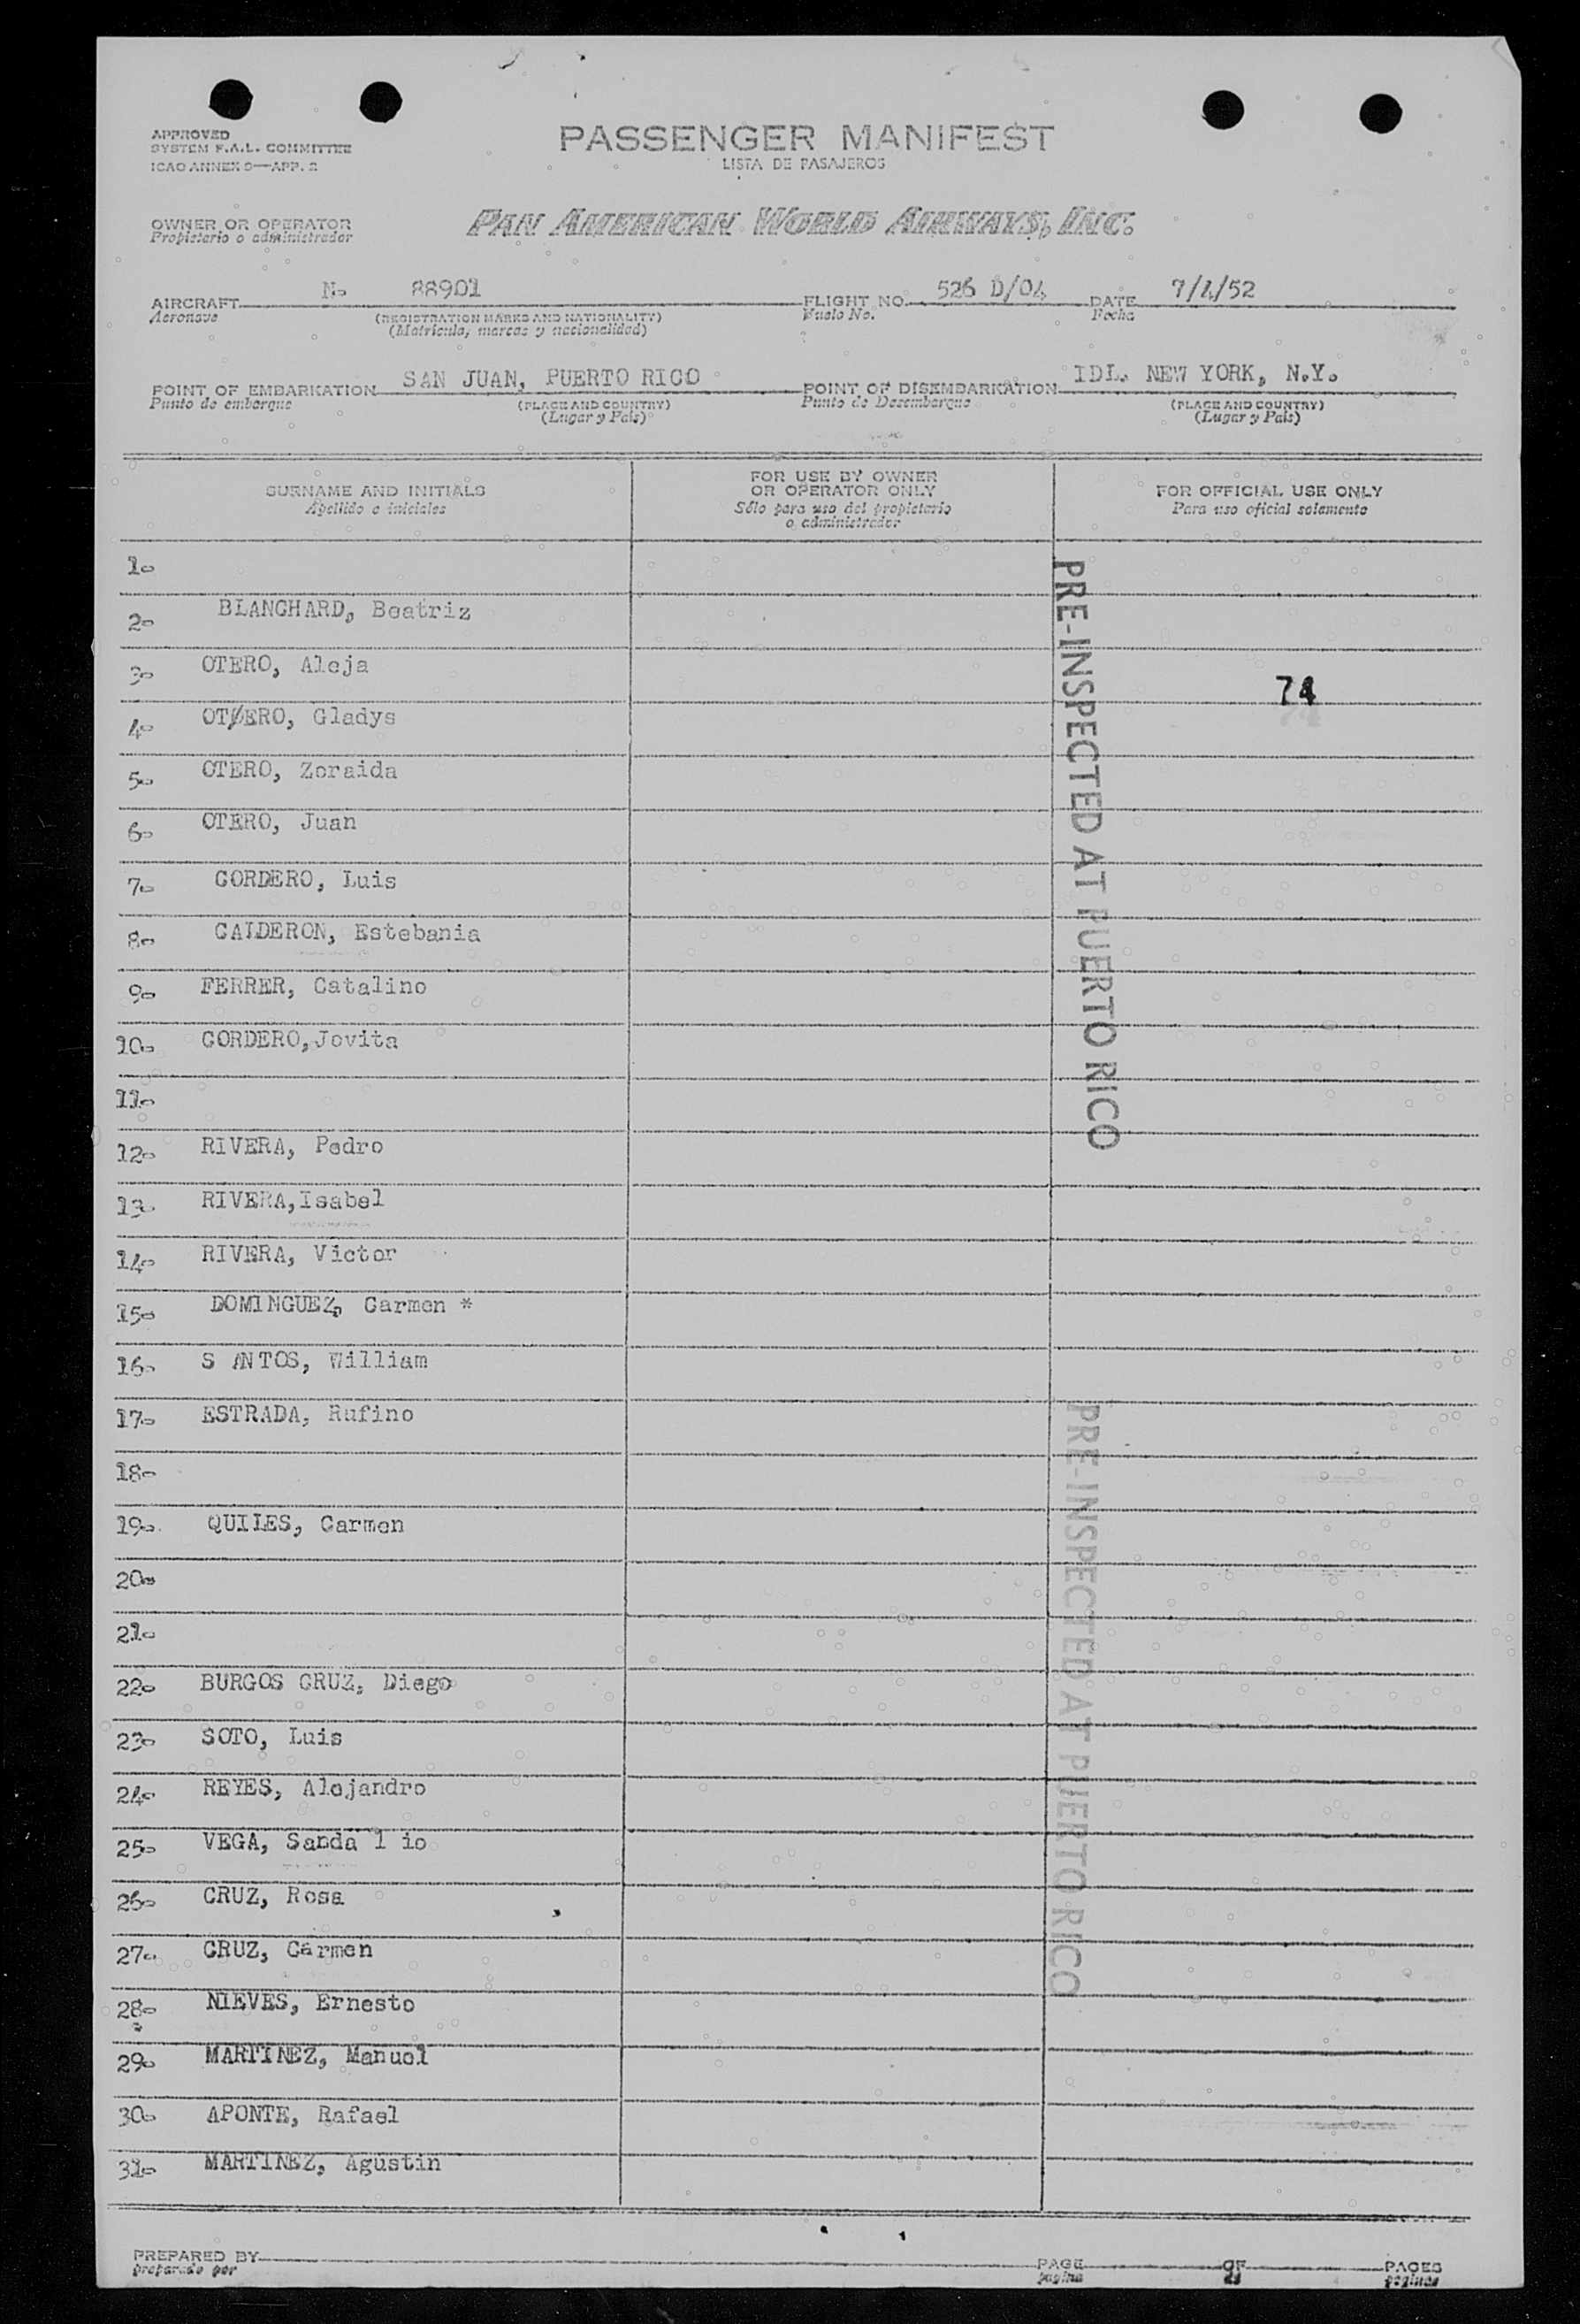 APPROVED
SYSTEM F.A.L. COMMITTEE
ICAO ANNEX 9—APP. 2
PASSENGER MANIFEST
LISTA DE PASAJEROS
OWNER OR OPERATOR
Propietario o administrador
PAN AMERICAN WORLD AIRWAYS, INC.
AIRCRAFT N- 88901 FLIGHT NO. 526 D/04 DATE 7/4/52
Aeronave (REGISTRATION MARKS AND NATIONALITY) Vuelo No. Fecha
(Matricula, marcas y nacionalidad)
POINT OF EMBARKATION SAN JUAN, PUERTO RICO POINT OF DISEMBARKATION IDL. NEW YORK, N.Y.
Punto de embarque (PLACE AND COUNTRY) Punto de Desembarque (PLACE AND COUNTRY)
(Lugar y País) (Lugar y País)
SURNAME AND INITIALS
Apellido e iniciales
FOR USE BY OWNER
OR OPERATOR ONLY
Sólo para uso del propietario
o administrador
FOR OFFICIAL USE ONLY
Para uso oficial solamente
1-
2- BLANCHARD, Beatriz
3- OTERO, Aleja
74
4- OTERO, Gladys
5- OTERO, Zoraida
6- OTERO, Juan
7- CORDERO, Luis
8- CALDERON, Estebania
9- FERRER, Catalino
10- CORDERO,Jovita
11-
12- RIVERA, Pedro
13- RIVERA,Isabel
14- RIVERA, Victor
15- DOMINGUEZ, Carmen *
16- S ANTOS, William
17- ESTRADA, Rufino
18-
19- QUILES, Carmen
20-
21-
22- BURGOS CRUZ, Diego
23- SOTO, Luis
24- REYES, Alejandro
25- VEGA, Sanda l io
26- CRUZ, Rosa
27- CRUZ, Carmen
28- NIEVES, Ernesto
29- MARTINEZ, Manuel
30- APONTE, Rafael
31- MARTINEZ, Agustin
PRE-INSPECTED AT PUERTO RICO
PRE-INSPECTED AT PUERTO RICO
PREPARED BY PAGE OF PAGES
preparado por pagina de paginas